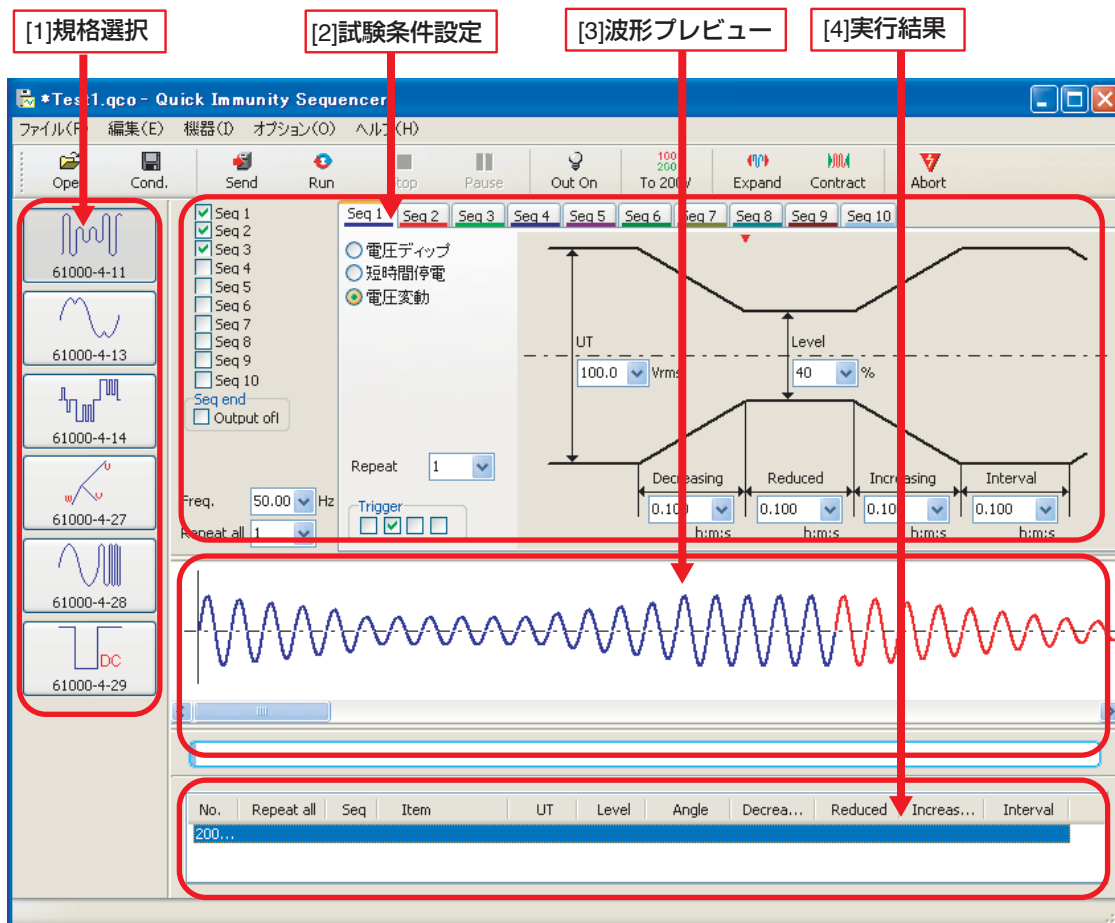 [1]規格選択
[2]試験条件設定
[3]波形プレビュー
[4]実行結果
*Test1.qco - Quick Immunity Sequencer
ファイル(F) 編集(E) 機器(I) オプション(O) ヘルプ(H)
Open Cond. Send Run Stop Pause Out On 100 200 To 200V Expand Contract Abort
61000-4-11
61000-4-13
61000-4-14
U
W V
61000-4-27
61000-4-28
DC
61000-4-29
Seq 1
Seq 2
Seq 3
Seq 4
Seq 5
Seq 6
Seq 7
Seq 8
Seq 9
Seq 10
Seq end
Output off
Freq. 50.00 Hz
Repeat all 1
Seq 1 Seq 2 Seq 3 Seq 4 Seq 5 Seq 6 Seq 7 Seq 8 Seq 9 Seq 10
電圧ディップ
短時間停電
電圧変動
Repeat 1
Trigger
UT
100.0 Vrms
Level
40 %
Decreasing Reduced Increasing Interval
0.100 0.100 0.100 0.100
h:m:s h:m:s h:m:s h:m:s
No. Repeat all Seq Item UT Level Angle Decrea... Reduced Increas... Interval
200...